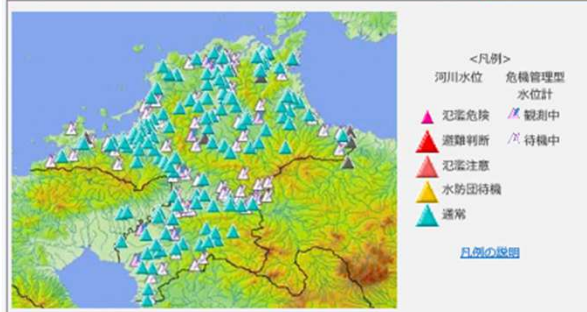 <凡例>
河川水位 危機管理型
水位計
氾濫危険 観測中
避難判断 待機中
氾濫注意
水防団待機
通常
凡例の説明